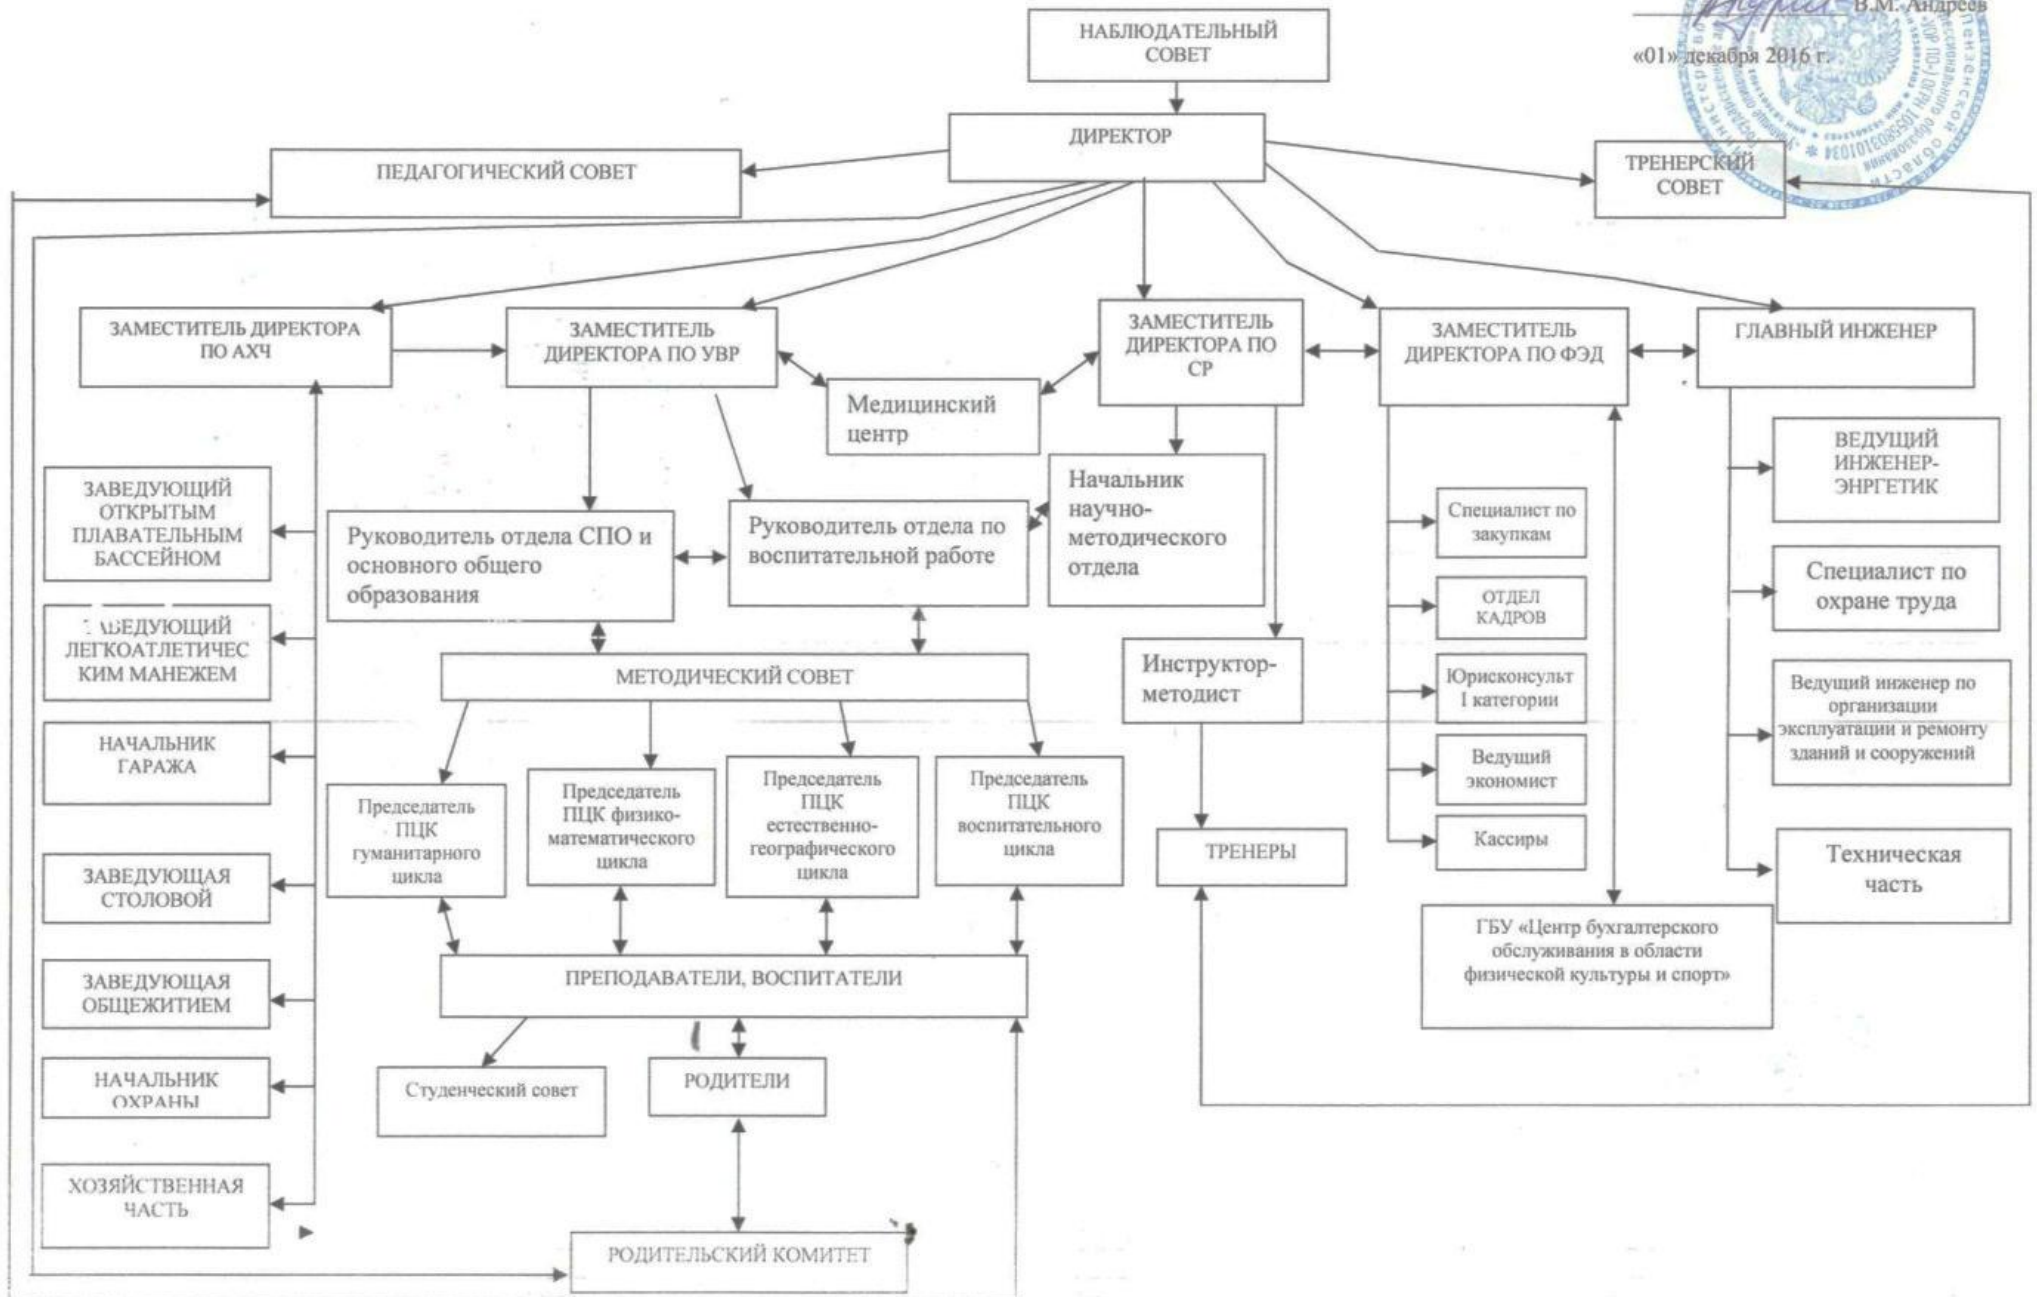 В.М. Андреев
«01» декабря 2016 г.
НАБЛЮДАТЕЛЬНЫЙ
СОВЕТ
ДИРЕКТОР
ПЕДАГОГИЧЕСКИЙ СОВЕТ
ТРЕНЕРСКИЙ
СОВЕТ
ЗАМЕСТИТЕЛЬ ДИРЕКТОРА
ПО АХЧ
ЗАМЕСТИТЕЛЬ
ДИРЕКТОРА ПО УВР
ЗАМЕСТИТЕЛЬ
ДИРЕКТОРА ПО
СР
ЗАМЕСТИТЕЛЬ
ДИРЕКТОРА ПО ФЭД
ГЛАВНЫЙ ИНЖЕНЕР
Медицинский
центр
ЗАВЕДУЮЩИЙ
ОТКРЫТЫМ
ПЛАВАТЕЛЬНЫМ
БАССЕЙНОМ
ЗАВЕДУЮЩИЙ
ЛЕГКОАТЛЕТИЧЕС
КИМ МАНЕЖЕМ
НАЧАЛЬНИК
ГАРАЖА
ЗАВЕДУЮЩАЯ
СТОЛОВОЙ
ЗАВЕДУЮЩАЯ
ОБЩЕЖИТИЕМ
НАЧАЛЬНИК
ОХРАНЫ
ХОЗЯЙСТВЕННАЯ
ЧАСТЬ
Руководитель отдела СПО и
основного общего
образования
Руководитель отдела по
воспитательной работе
Начальник
научно-
методического
отдела
МЕТОДИЧЕСКИЙ СОВЕТ
Инструктор-
методист
Председатель
ПЦК
гуманитарного
цикла
Председатель
ПЦК физико-
математического
цикла
Председатель
ПЦК
естественно-
географического
цикла
Председатель
ПЦК
воспитательного
цикла
ТРЕНЕРЫ
ПРЕПОДАВАТЕЛИ, ВОСПИТАТЕЛИ
Студенческий совет
РОДИТЕЛИ
РОДИТЕЛЬСКИЙ КОМИТЕТ
Специалист по
закупкам
ОТДЕЛ
КАДРОВ
Юрисконсульт
I категории
Ведущий
экономист
Кассиры
ГБУ «Центр бухгалтерского
обслуживания в области
физической культуры и спорт»
ВЕДУЩИЙ
ИНЖЕНЕР-
ЭНРГЕТИК
Специалист по
охране труда
Ведущий инженер по
организации
эксплуатации и ремонту
зданий и сооружений
Техническая
часть